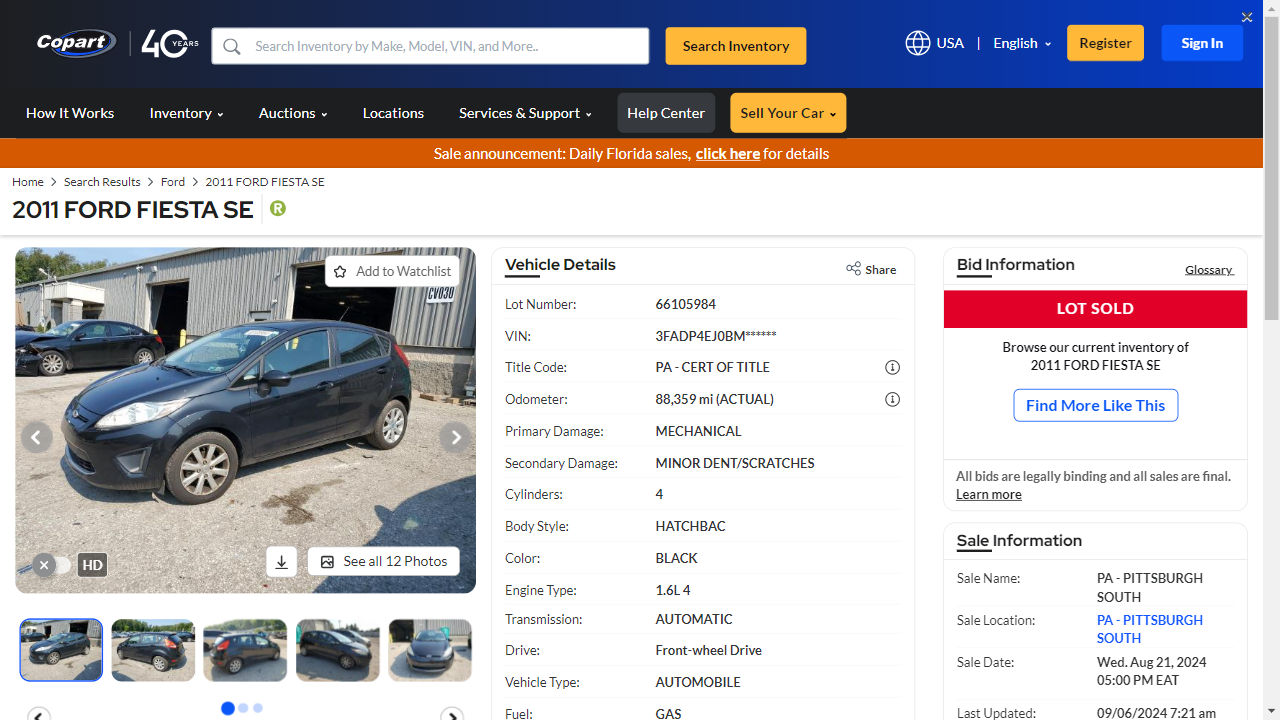 Copart
40 YEARS
Search Inventory by Make, Model, VIN, and More..
Search Inventory
USA
|
English
Register
Sign In
How It Works
Inventory
Auctions
Locations
Services & Support
Help Center
Sell Your Car
Sale announcement: Daily Florida sales, click here for details
Home > Search Results > Ford > 2011 FORD FIESTA SE
2011 FORD FIESTA SE
R
Add to Watchlist
CV030
HD
See all 12 Photos
Vehicle Details
Share
Lot Number: 66105984
VIN: 3FADP4EJ0BM******
Title Code: PA - CERT OF TITLE
Odometer: 88,359 mi (ACTUAL)
Primary Damage: MECHANICAL
Secondary Damage: MINOR DENT/SCRATCHES
Cylinders: 4
Body Style: HATCHBAC
Color: BLACK
Engine Type: 1.6L 4
Transmission: AUTOMATIC
Drive: Front-wheel Drive
Vehicle Type: AUTOMOBILE
Fuel: GAS
Bid Information
Glossary
LOT SOLD
Browse our current inventory of
2011 FORD FIESTA SE
Find More Like This
All bids are legally binding and all sales are final.
Learn more
Sale Information
Sale Name: PA - PITTSBURGH
SOUTH
Sale Location: PA - PITTSBURGH
SOUTH
Sale Date: Wed. Aug 21, 2024
05:00 PM EAT
Last Updated: 09/06/2024 7:21 am